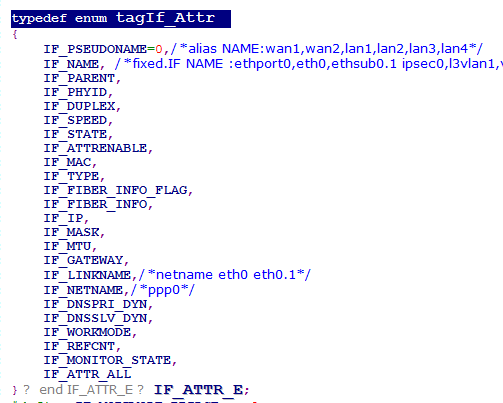 typedef enum tagIf_Attr
{
IF_PSEUDONAME=0,/*alias NAME:wan1,wan2,lan1,lan2,lan3,lan4*/
IF_NAME, /*fixed.IF NAME :ethport0,eth0,ethsub0.1 ipsec0,l3vlan1,
IF_PARENT,
IF_PHYID,
IF_DUPLEX,
IF_SPEED,
IF_STATE,
IF_ATTRENABLE,
IF_MAC,
IF_TYPE,
IF_FIBER_INFO_FLAG,
IF_FIBER_INFO,
IF_IP,
IF_MASK,
IF_MTU,
IF_GATEWAY,
IF_LINKNAME,/*netname eth0 eth0.1*/
IF_NETNAME,/*ppp0*/
IF_DNSPRI_DYN,
IF_DNSSLV_DYN,
IF_WORKMODE,
IF_REFCNT,
IF_MONITOR_STATE,
IF_ATTR_ALL
} ? end IF_ATTR_E ? IF_ATTR_E;